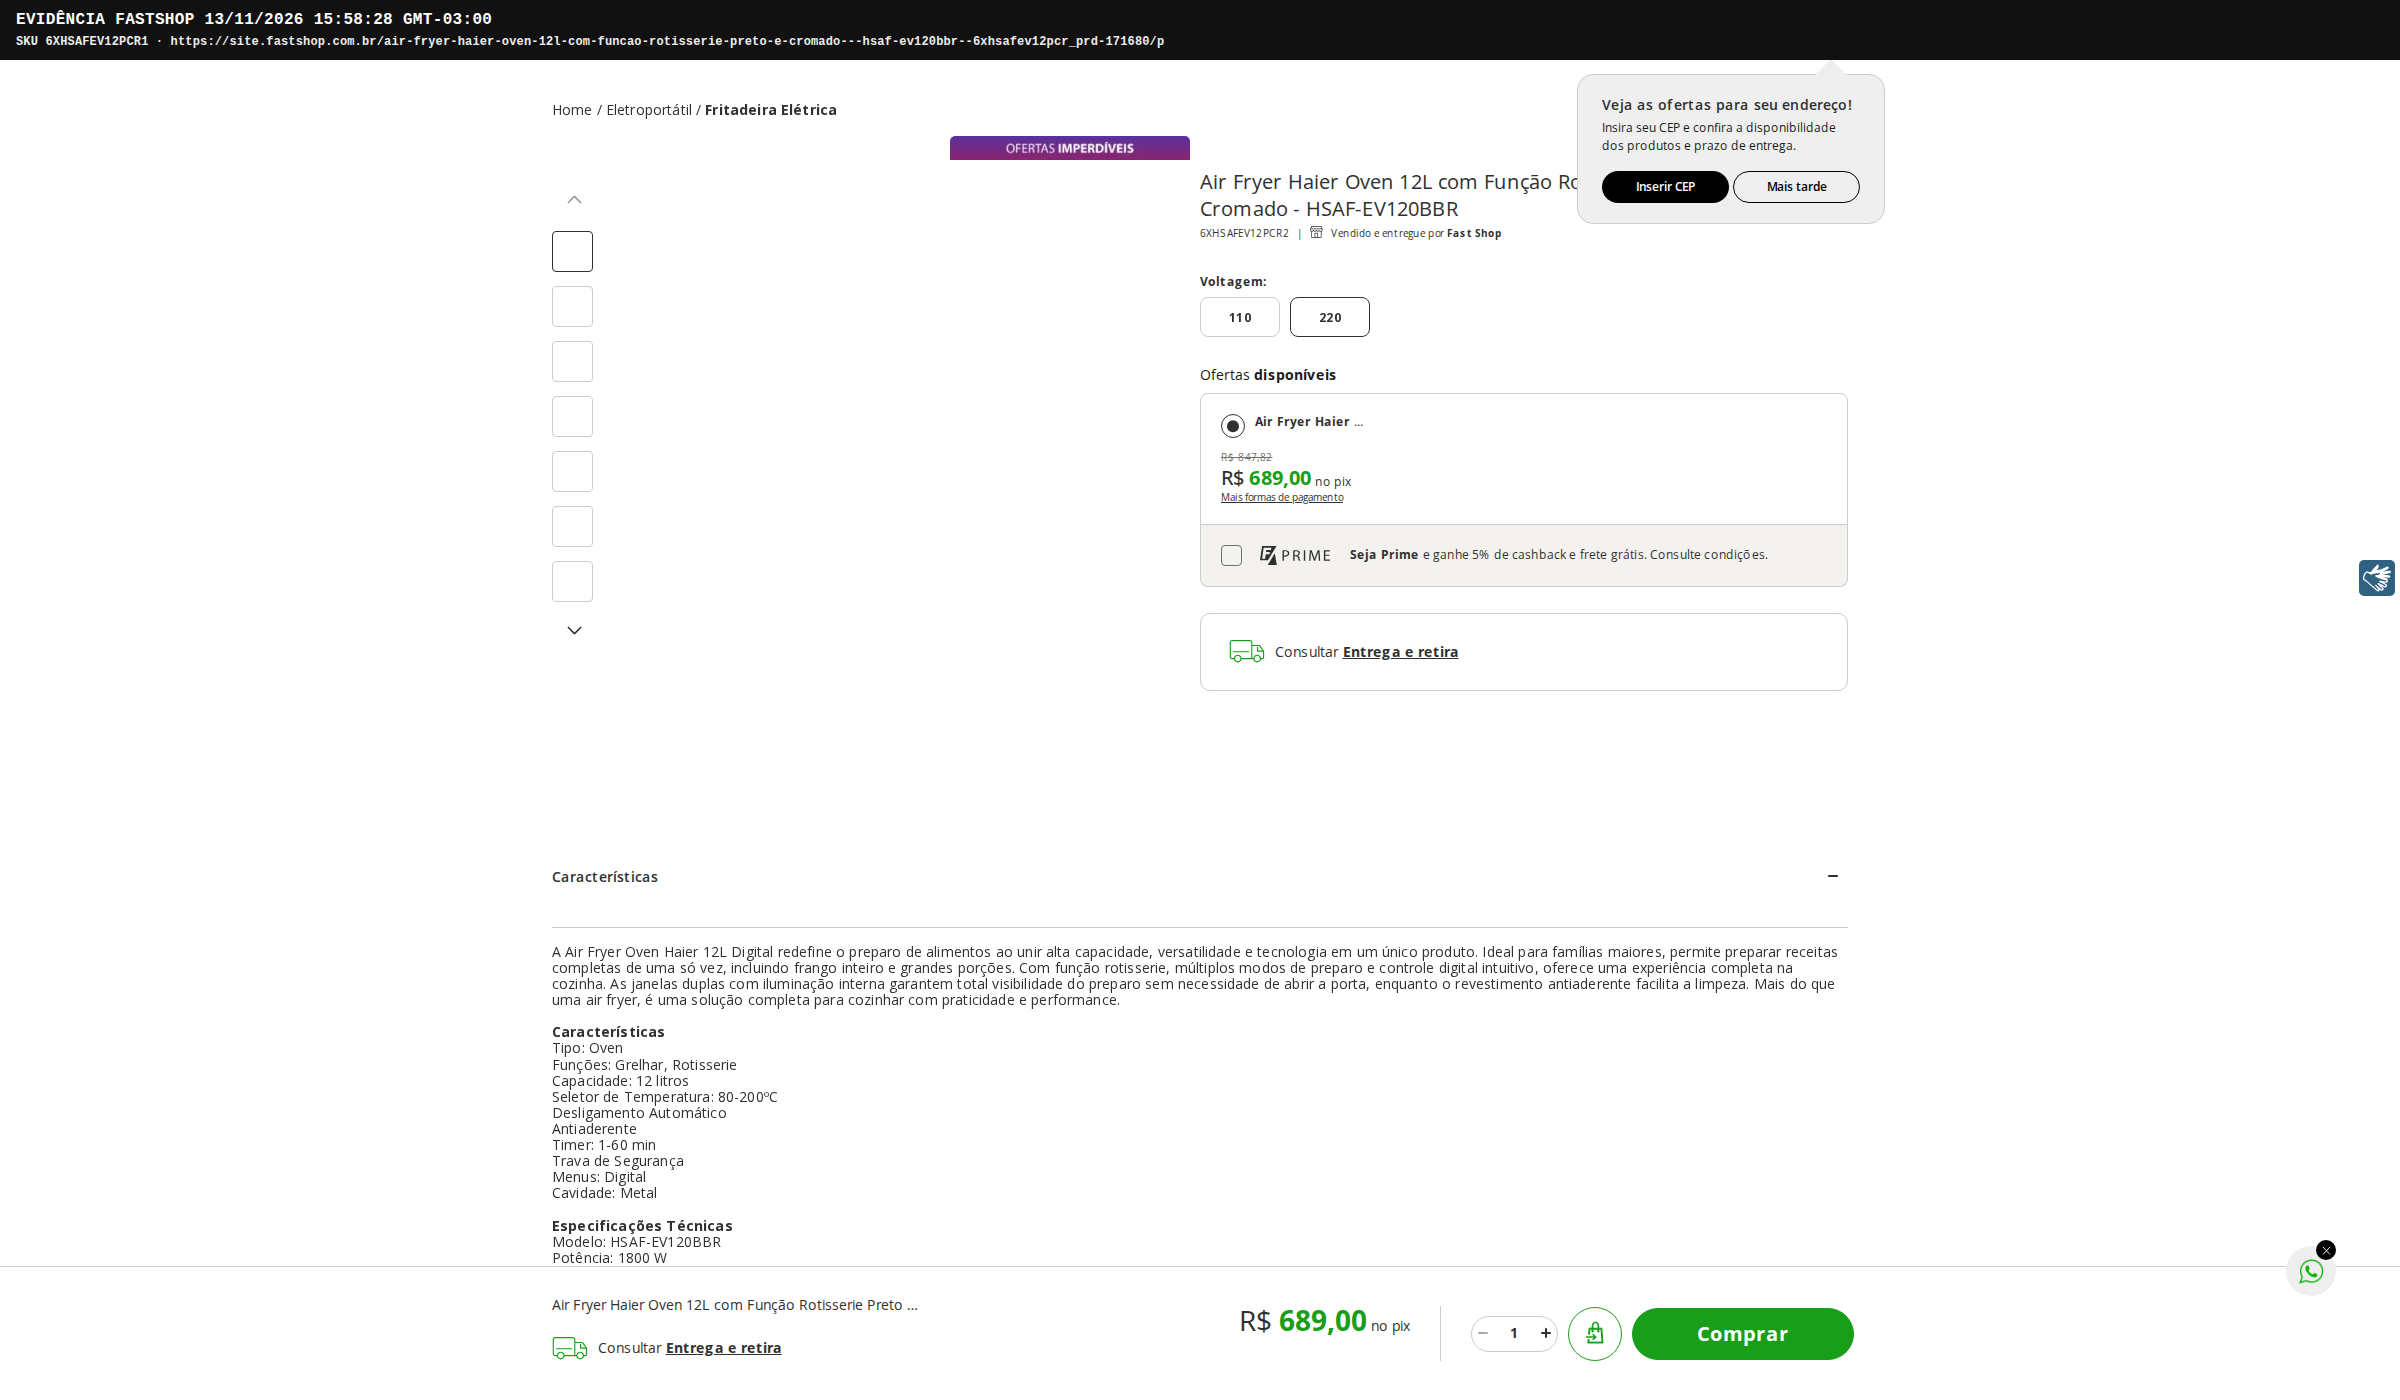 EVIDÊNCIA FASTSHOP 13/11/2026 15:58:28 GMT-03:00
SKU 6XHSAFEV12PCR1 · https://site.fastshop.com.br/air-fryer-haier-oven-12l-com-funcao-rotisserie-preto-e-cromado---hsaf-ev120bbr--6xhsafev12pcr_prd-171680/p
Veja as ofertas para seu endereço!
Insira seu CEP e confira a disponibilidade
dos produtos e prazo de entrega.
Inserir CEP
Mais tarde
Home / Eletroportátil / Fritadeira Elétrica
OFERTAS IMPERDÍVEIS
Air Fryer Haier Oven 12L com Função Ro
Cromado - HSAF-EV120BBR
6XHSAFEV12PCR2 | Vendido e entregue por Fast Shop
Voltagem:
110
220
Ofertas disponíveis
Air Fryer Haier ...
R$ 847,82
R$ 689,00 no pix
Mais formas de pagamento
PRIME Seja Prime e ganhe 5% de cashback e frete grátis. Consulte condições.
Consultar Entrega e retira
Características
A Air Fryer Oven Haier 12L Digital redefine o preparo de alimentos ao unir alta capacidade, versatilidade e tecnologia em um único produto. Ideal para famílias maiores, permite preparar receitas
completas de uma só vez, incluindo frango inteiro e grandes porções. Com função rotisserie, múltiplos modos de preparo e controle digital intuitivo, oferece uma experiência completa na
cozinha. As janelas duplas com iluminação interna garantem total visibilidade do preparo sem necessidade de abrir a porta, enquanto o revestimento antiaderente facilita a limpeza. Mais do que
uma air fryer, é uma solução completa para cozinhar com praticidade e performance.
Características
Tipo: Oven
Funções: Grelhar, Rotisserie
Capacidade: 12 litros
Seletor de Temperatura: 80-200ºC
Desligamento Automático
Antiaderente
Timer: 1-60 min
Trava de Segurança
Menus: Digital
Cavidade: Metal
Especificações Técnicas
Modelo: HSAF-EV120BBR
Potência: 1800 W
Air Fryer Haier Oven 12L com Função Rotisserie Preto ...
Consultar Entrega e retira
R$ 689,00 no pix
1
Comprar